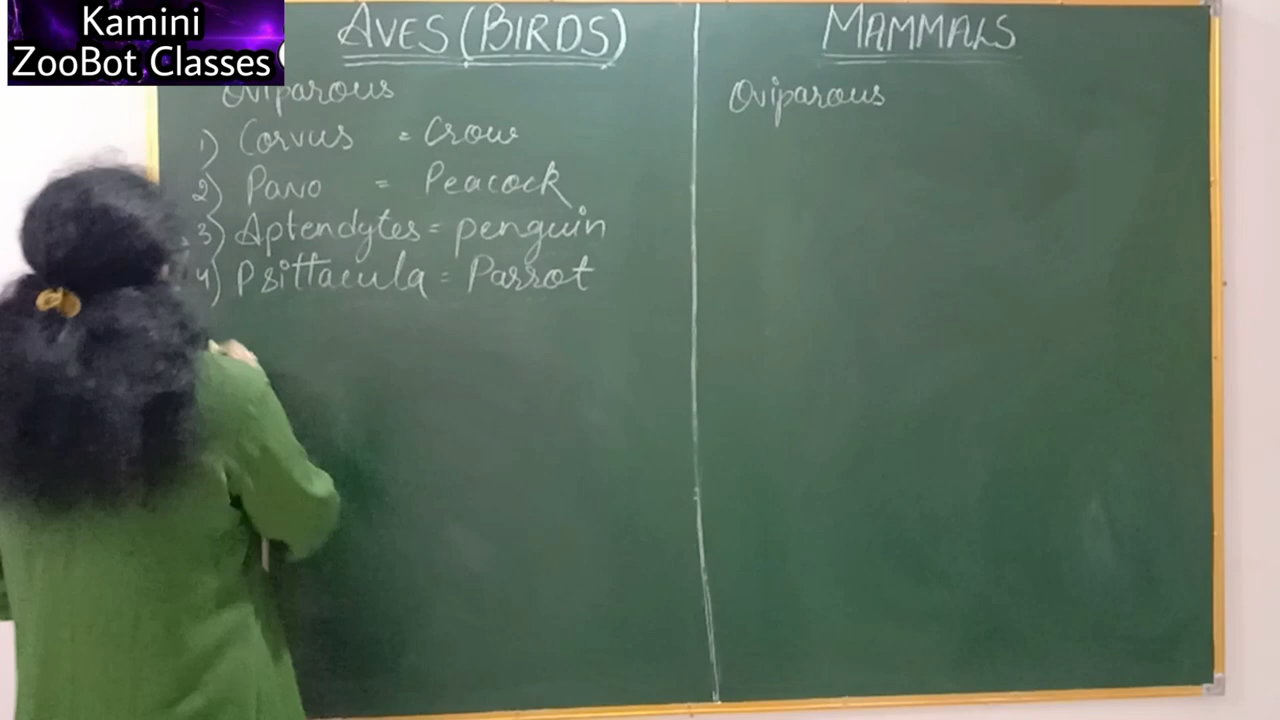 Kamini
ZooBot Classes
AVES (BIRDS)
Oviparous
1) Corvus = Crow
2) Pavo = Peacock
3) Aptendytes = penguin
4) Psittacula = Parrot
MAMMALS
Oviparous